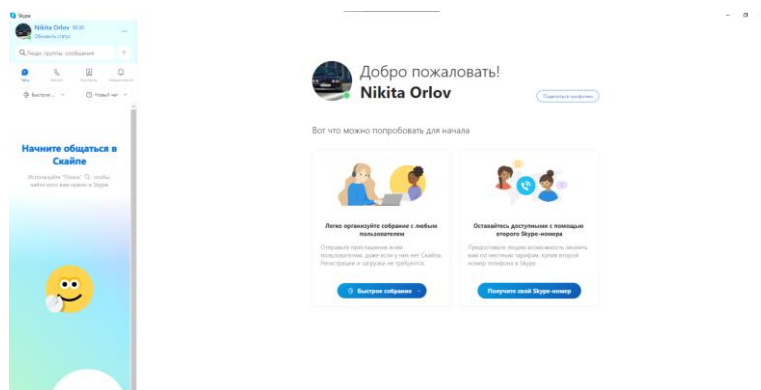 Skype
Nikita Orlov $0.00
Обновить статус
Люди, группы, сообщения
Чаты
Звонки
Контакты
Быстрое...
Новый чат
Начните общаться в
Скайпе
Используйте "Поиск", чтобы
найти кого вам нужно в Skype.
Добро пожаловать!
Nikita Orlov
Поделиться профилем
Вот что можно попробовать для начала
Легко организуйте собрание с любым
пользователем
Отправьте приглашение всем
пользователям, даже если у них нет Скайпа.
Регистрации и загрузки не требуются.
Быстрое собрание
Оставайтесь доступными с помощью
второго Skype-номера
Предоставьте людям возможность звонить
вам по местным тарифам, купив второй
номер телефона в Skype.
Получите свой Skype-номер